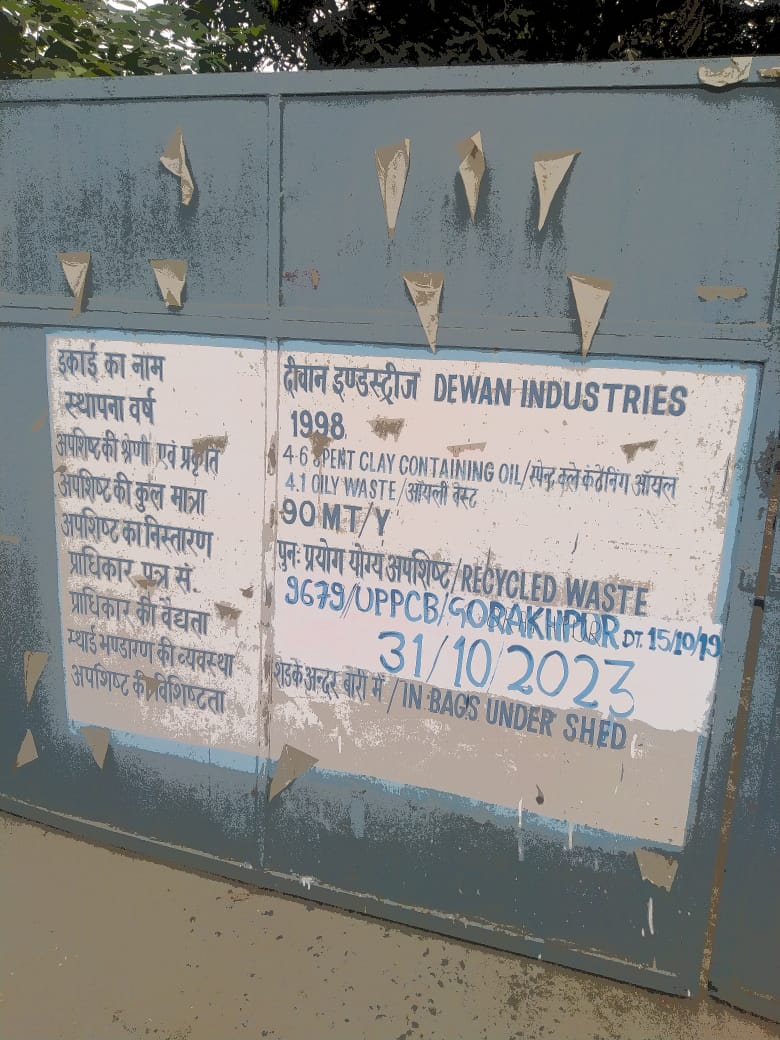 इकाई का नाम दीवान इण्डस्ट्रीज DEWAN INDUSTRIES
स्थापना वर्ष 1998
अपशिष्ट की श्रेणी एवं प्रकृति 4.6 SPENT CLAY CONTAINING OIL/स्पेन्ट क्ले कंटेनिंग ऑयल
4.1 OILY WASTE/ऑयली वेस्ट
अपशिष्ट की कुल मात्रा 90 MT/Y
अपशिष्ट का निस्तारण पुनः प्रयोग योग्य अपशिष्ट/RECYCLED WASTE
प्राधिकार पत्र सं. 9679/UPPCB/GORAKHPUR DT. 15/10/19
प्राधिकार की वैद्यता 31/10/2023
स्थाई भण्डारण की व्यवस्था शेड के अन्दर बोरी में / IN BAGS UNDER SHED
अपशिष्ट की विशिष्टता